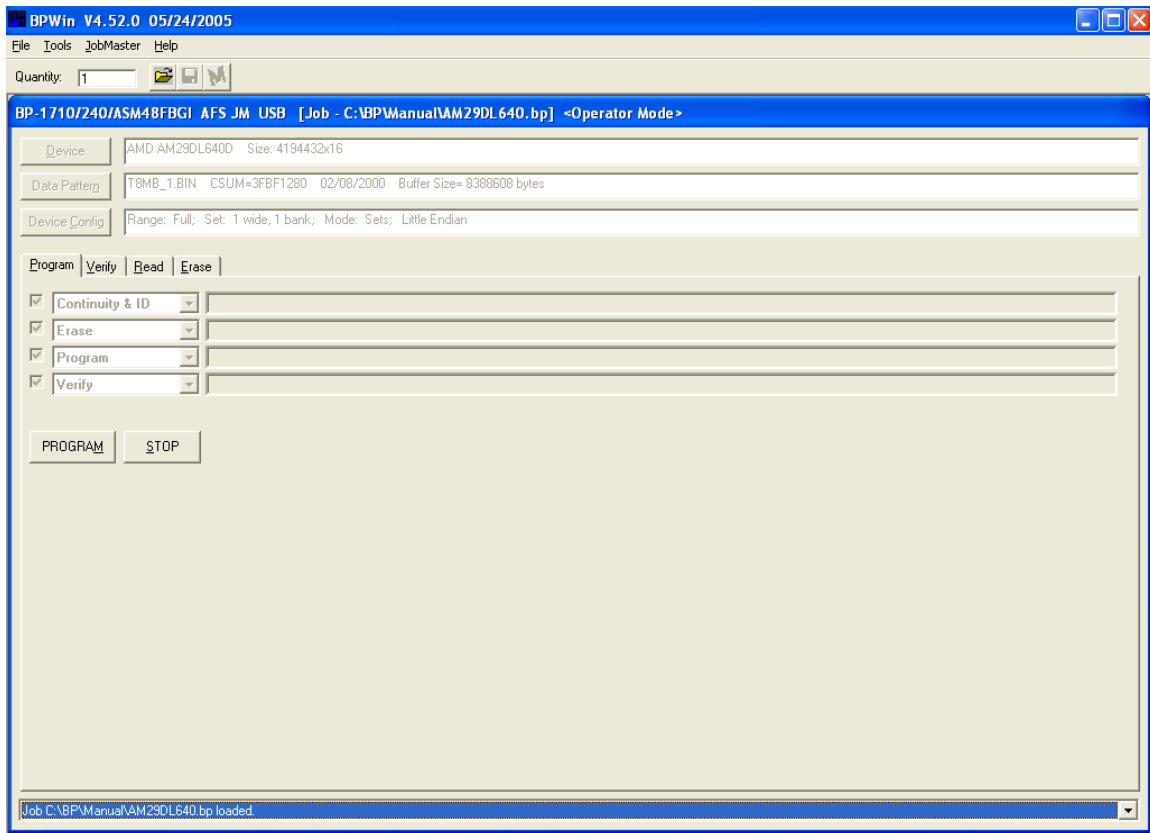 BPWin V4.52.0 05/24/2005
File Tools JobMaster Help
Quantity: 1
BP-1710/240/ASM48FBGI AFS JM USB [Job - C:\BP\Manual\AM29DL640.bp] <Operator Mode>
Device AMD AM29DL640D Size: 4194432x16
Data Pattern T8MB_1.BIN CSUM=3FBF1280 02/08/2000 Buffer Size= 8388608 bytes
Device Config Range: Full; Set: 1 wide, 1 bank; Mode: Sets; Little Endian
Program Verify Read Erase
Continuity & ID
Erase
Program
Verify
PROGRAM STOP
Job C:\BP\Manual\AM29DL640.bp loaded.